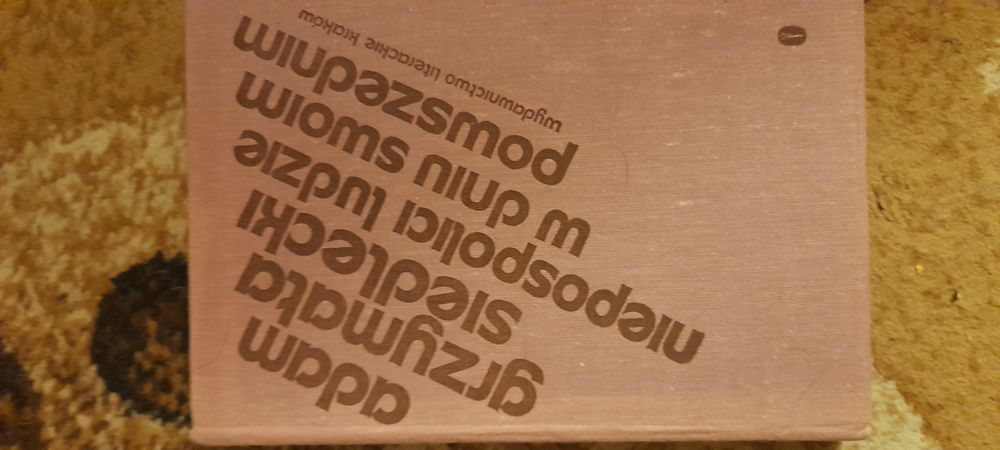 adam
grzymała
siedlecki
niepospolici ludzie
w dniu swoim
powszednim
wydawnictwo literackie kraków